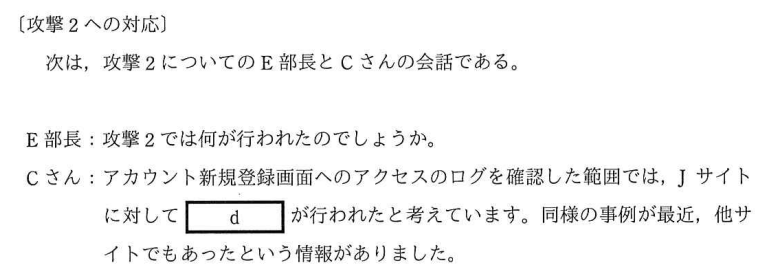 〔攻撃2への対応〕
次は，攻撃2についてのE部長とCさんの会話である。
E部長：攻撃2では何が行われたのでしょうか。
Cさん：アカウント新規登録画面へのアクセスのログを確認した範囲では，Jサイト
に対して d が行われたと考えています。同様の事例が最近，他サ
イトでもあったという情報がありました。